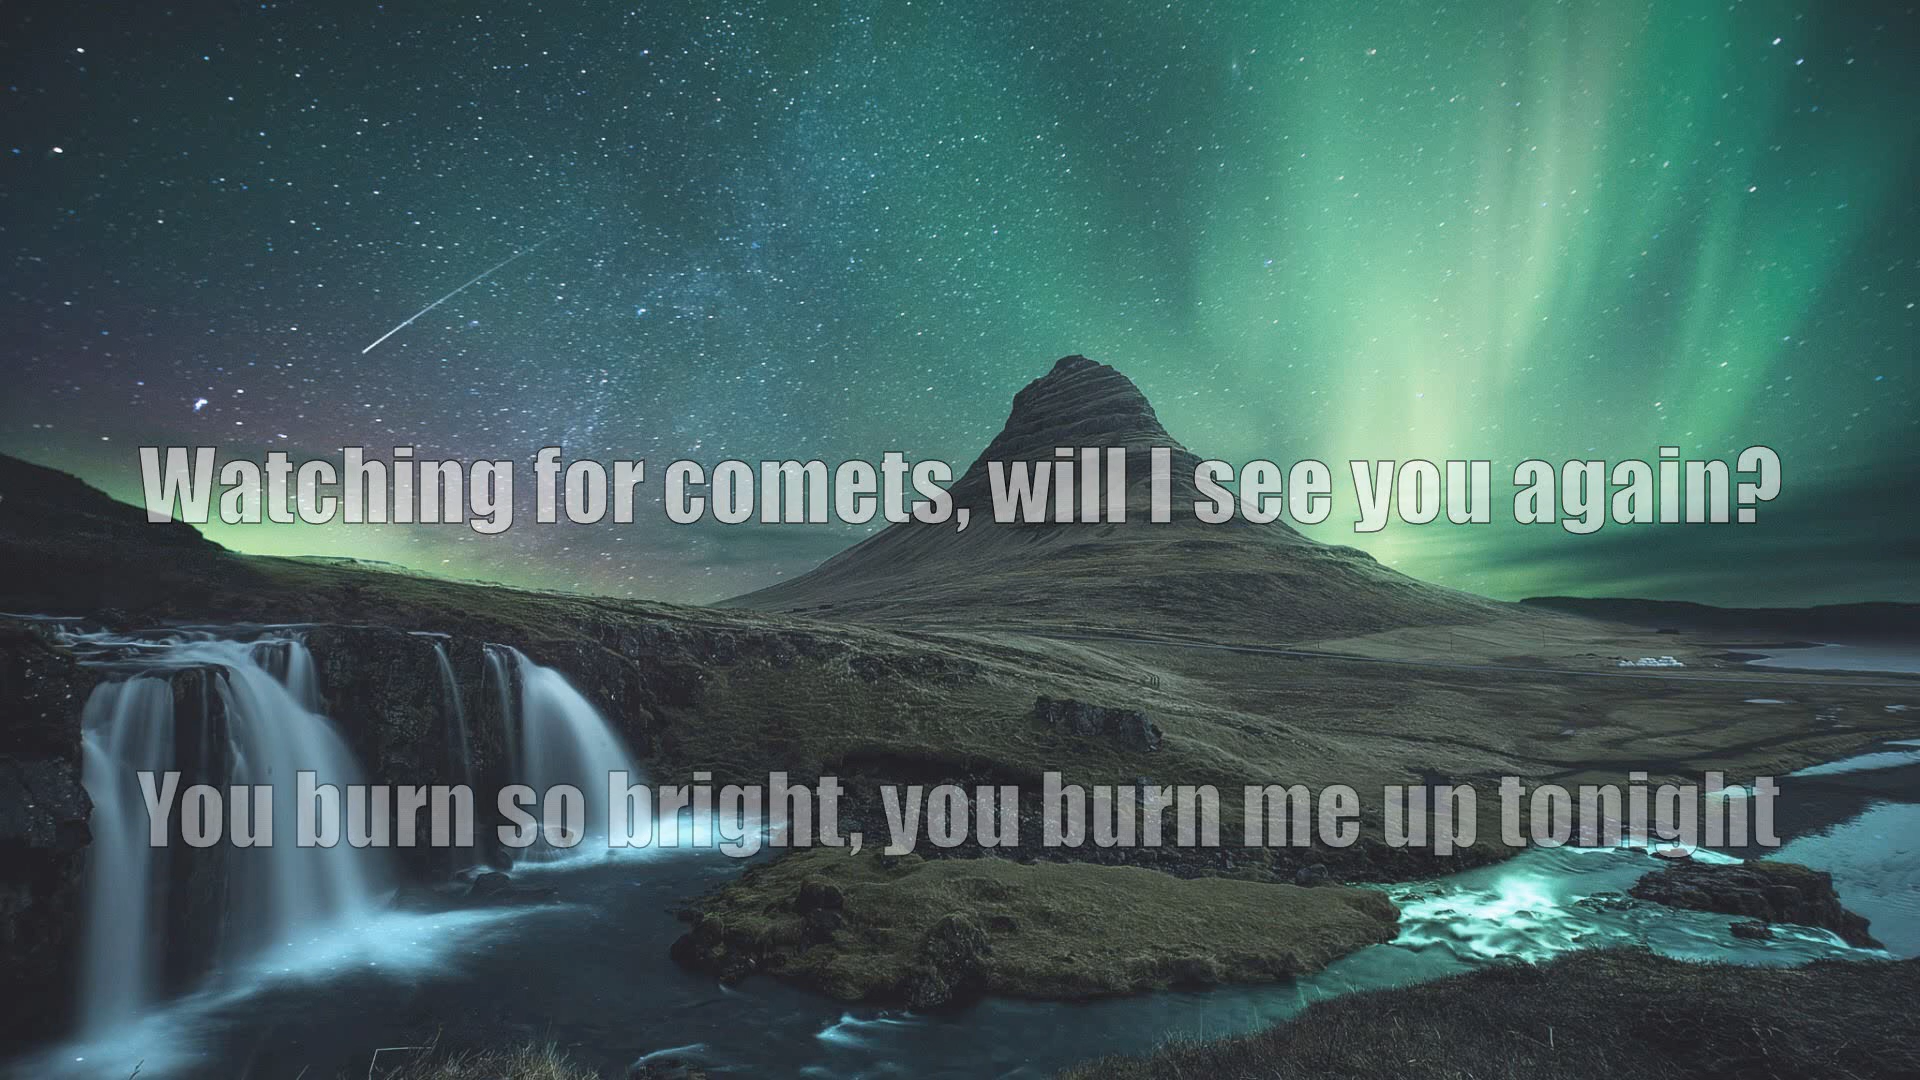 Watching for comets, will I see you again?
You burn so bright, you burn me up tonight